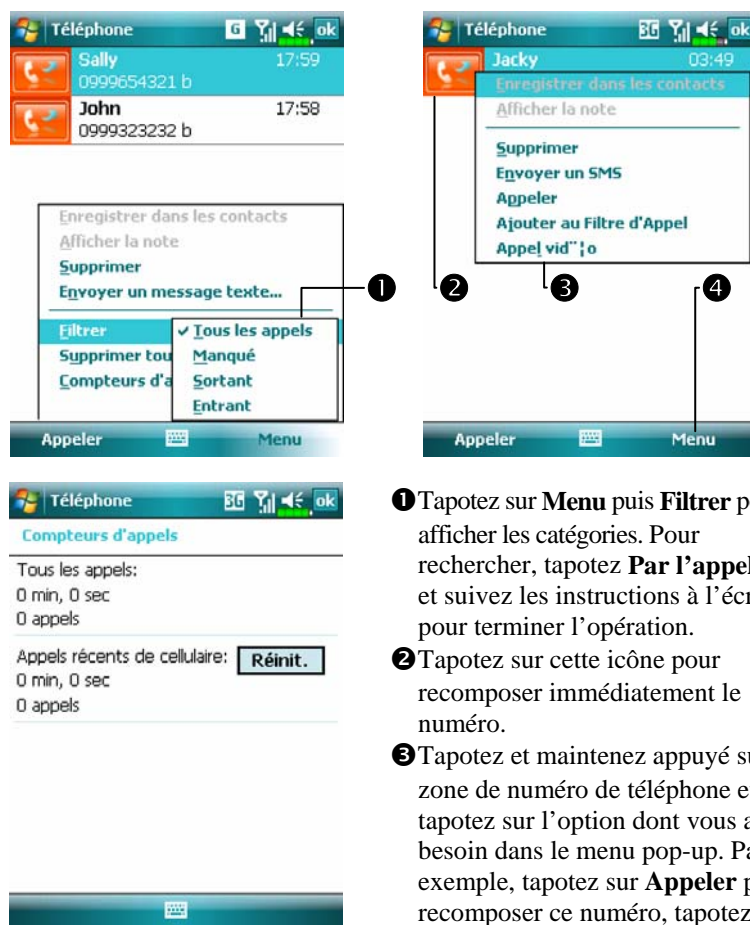 Téléphone G ok
Sally 17:59
0999654321 b
John 17:58
0999323232 b
Enregistrer dans les contacts
Afficher la note
Supprimer
Envoyer un message texte...
Filtrer
Supprimer tou
Compteurs d'a
✓ Tous les appels
Manqué
Sortant
Entrant
Appeler Menu
❶
Téléphone 3G ok
Jacky 03:49
Enregistrer dans les contacts
Afficher la note
Supprimer
Envoyer un SMS
Appeler
Ajouter au Filtre d'Appel
Appel vid¨¦o
❷ ❸ ❹
Appeler Menu
Téléphone 3G ok
Compteurs d'appels
Tous les appels:
0 min, 0 sec
0 appels
Appels récents de cellulaire: Réinit.
0 min, 0 sec
0 appels
❶Tapotez sur Menu puis Filtrer p
afficher les catégories. Pour
rechercher, tapotez Par l’appel
et suivez les instructions à l’écr
pour terminer l’opération.
❷Tapotez sur cette icône pour
recomposer immédiatement le
numéro.
❸Tapotez et maintenez appuyé su
zone de numéro de téléphone e
tapotez sur l’option dont vous a
besoin dans le menu pop-up. Pa
exemple, tapotez sur Appeler p
recomposer ce numéro, tapotez